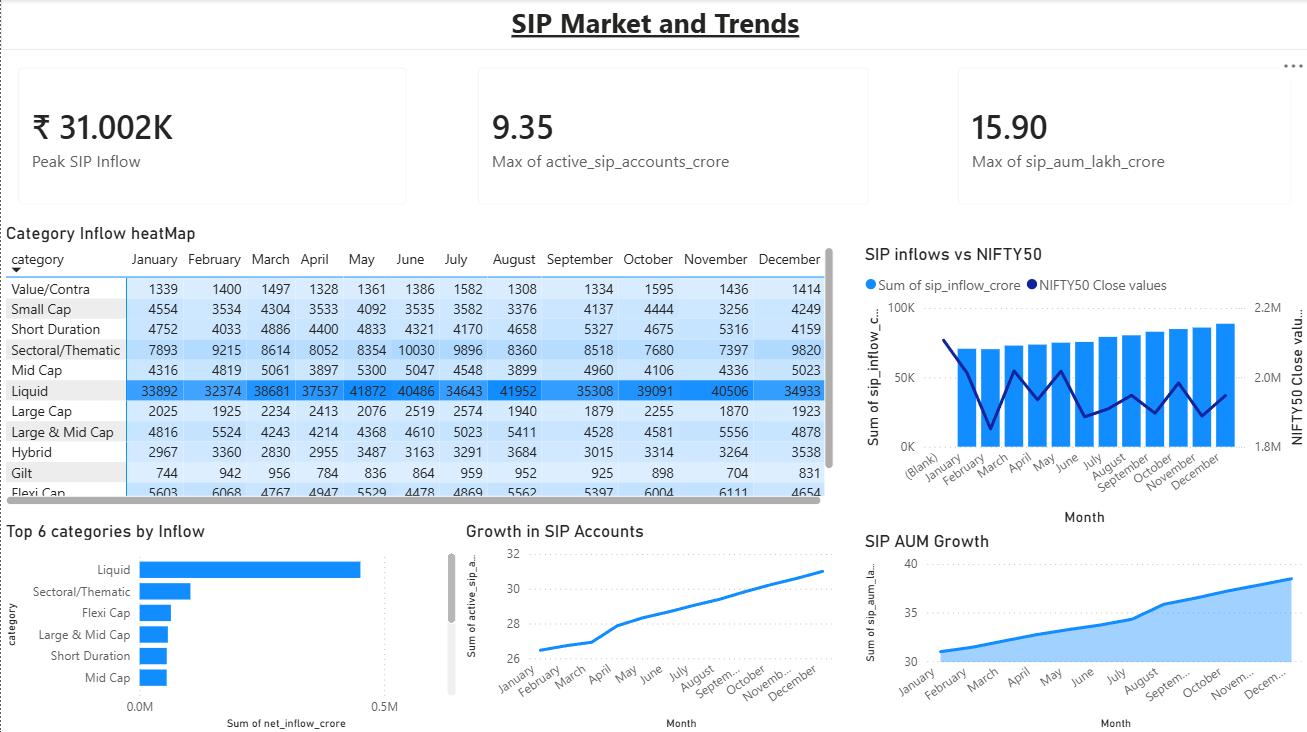 SIP Market and Trends
₹ 31.002K
Peak SIP Inflow
9.35
Max of active_sip_accounts_crore
15.90
Max of sip_aum_lakh_crore
Category Inflow heatMap
category January February March April May June July August September October November December
Value/Contra 1339 1400 1497 1328 1361 1386 1582 1308 1334 1595 1436 1414
Small Cap 4554 3534 4304 3533 4092 3535 3582 3376 4137 4444 3256 4249
Short Duration 4752 4033 4886 4400 4833 4321 4170 4658 5327 4675 5316 4159
Sectoral/Thematic 7893 9215 8614 8052 8354 10030 9896 8360 8518 7680 7397 9820
Mid Cap 4316 4819 5061 3897 5300 5047 4548 3899 4960 4106 4336 5023
Liquid 33892 32374 38681 37537 41872 40486 34643 41952 35308 39091 40506 34933
Large Cap 2025 1925 2234 2413 2076 2519 2574 1940 1879 2255 1870 1923
Large & Mid Cap 4816 5524 4243 4214 4368 4610 5023 5411 4528 4581 5556 4878
Hybrid 2967 3360 2830 2955 3487 3163 3291 3684 3015 3314 3264 3538
Gilt 744 942 956 784 836 864 959 952 925 898 704 831
Flexi Cap 5603 6068 4767 4947 5529 4478 4869 5562 5397 6004 6111 4654
SIP inflows vs NIFTY50
Sum of sip_inflow_crore NIFTY50 Close values
Sum of sip_inflow_c...
100K
50K
0K
2.2M
2.0M
1.8M
NIFTY50 Close valu...
(Blank) January February March April May June July August September October November December
Month
Top 6 categories by Inflow
category
Liquid
Sectoral/Thematic
Flexi Cap
Large & Mid Cap
Short Duration
Mid Cap
0.0M 0.5M
Sum of net_inflow_crore
Growth in SIP Accounts
Sum of active_sip_a...
32
30
28
26
January February March April May June July August Septem... October Novemb... December
Month
SIP AUM Growth
Sum of sip_aum_la...
40
35
30
January February March April May June July August Septem... October Novem... Decem...
Month